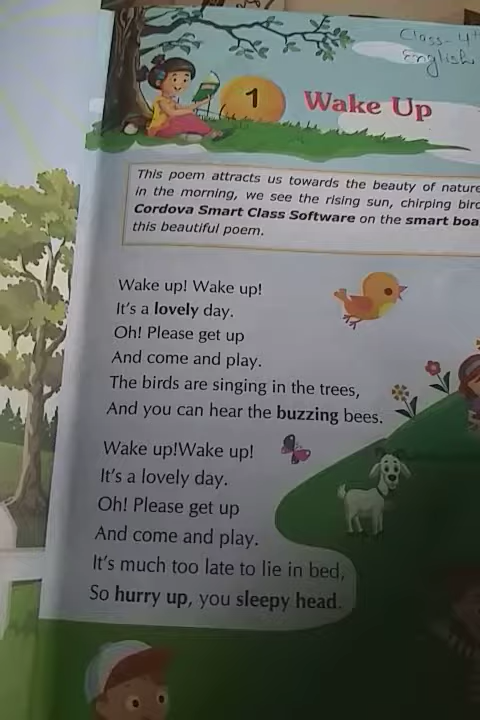 Class - 4th
English
1
Wake Up
This poem attracts us towards the beauty of nature
in the morning, we see the rising sun, chirping
Cordova Smart Class Software on the smart
this beautiful poem.
Wake up! Wake up!
It's a lovely day.
Oh! Please get up
And come and play.
The birds are singing in the trees,
And you can hear the buzzing bees.
Wake up!Wake up!
It's a lovely day.
Oh! Please get up
And come and play.
It's much too late to lie in bed,
So hurry up, you sleepy head.